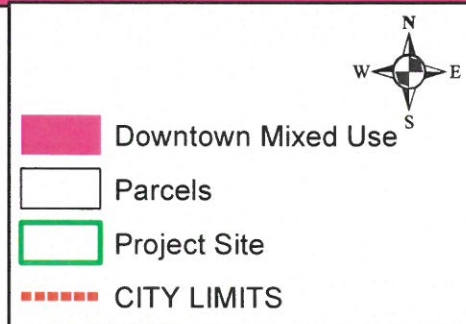 N
W E
S
Downtown Mixed Use
Parcels
Project Site
CITY LIMITS